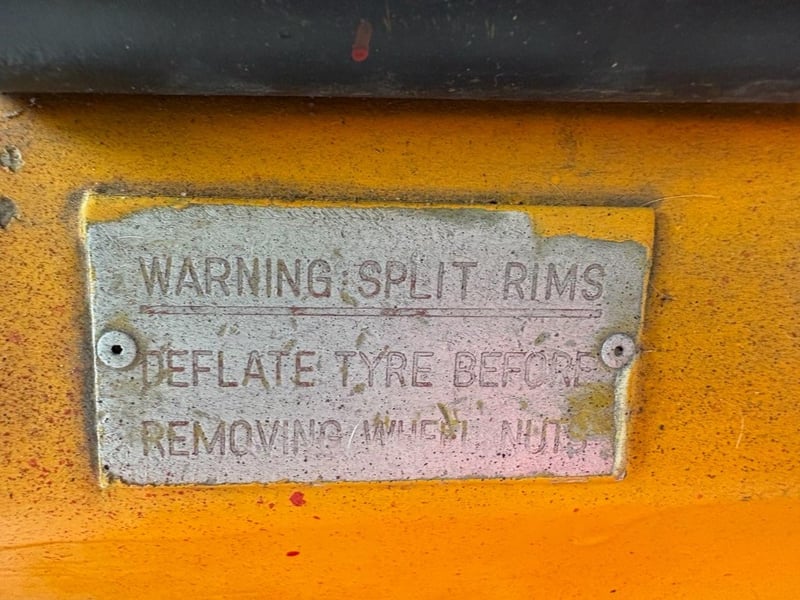 WARNING: SPLIT RIMS
DEFLATE TYRE BEFORE
REMOVING WHEEL NUTS